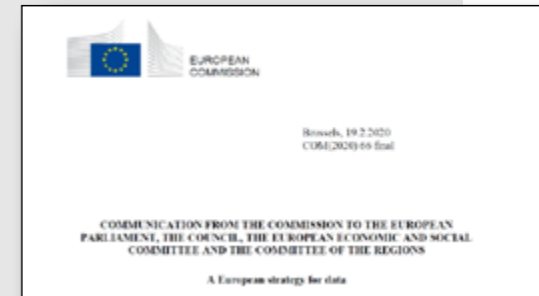 EUROPEAN
COMMISSION
Brussels, 19.2.2020
COM(2020) 66 final
COMMUNICATION FROM THE COMMISSION TO THE EUROPEAN
PARLIAMENT, THE COUNCIL, THE EUROPEAN ECONOMIC AND SOCIAL
COMMITTEE AND THE COMMITTEE OF THE REGIONS
A European strategy for data